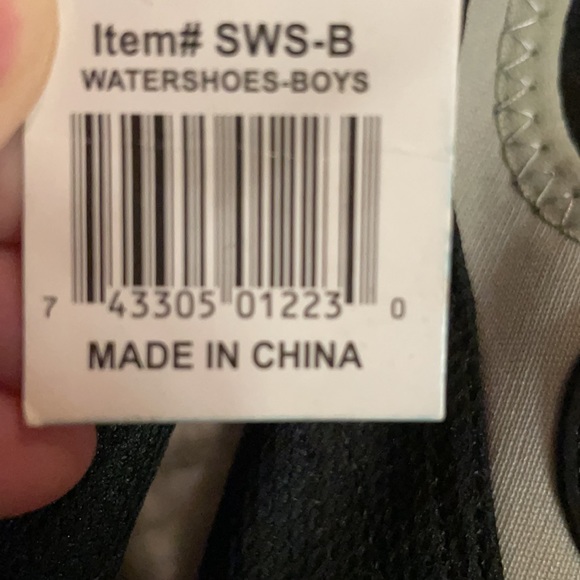 Item# SWS-B
WATERSHOES-BOYS
7 43305 01223 0
MADE IN CHINA